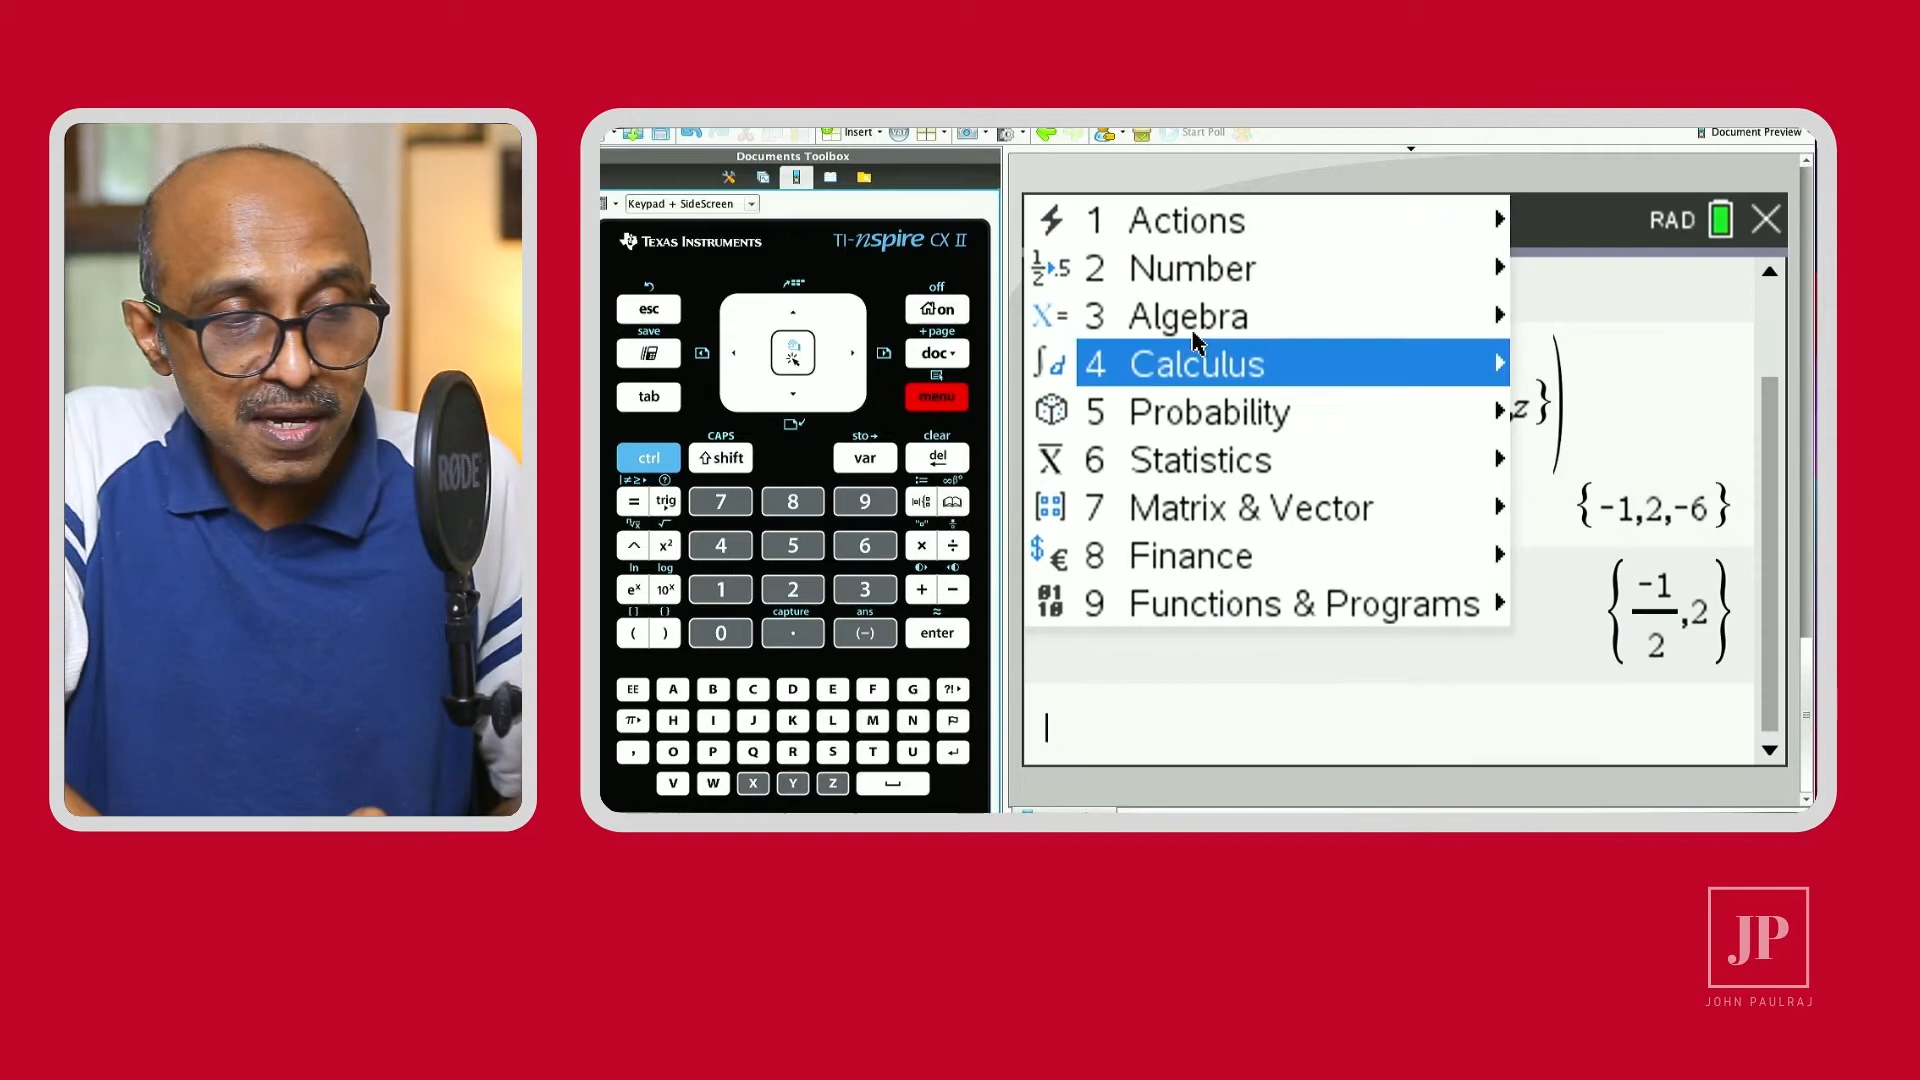 Insert
Start Poll
Document Preview
Documents Toolbox
Keypad + SideScreen
TEXAS INSTRUMENTS
TI-nspire CX II
off
esc
on
save
+page
doc
tab
menu
CAPS
sto→
clear
ctrl
shift
var
del
= trig 7 8 9
^ x² 4 5 6 × ÷
ln log
eˣ 10ˣ 1 2 3 + −
[ ] { } capture ans ≈
( ) 0 . (−) enter
EE A B C D E F G ?!
π H I J K L M N
, O P Q R S T U
V W X Y Z
1 Actions
2 Number
3 Algebra
4 Calculus
5 Probability
6 Statistics
7 Matrix & Vector
8 Finance
9 Functions & Programs
RAD
,z})
{-1,2,-6}
{-1/2,2}
RØDE
JP
JOHN PAULRAJ